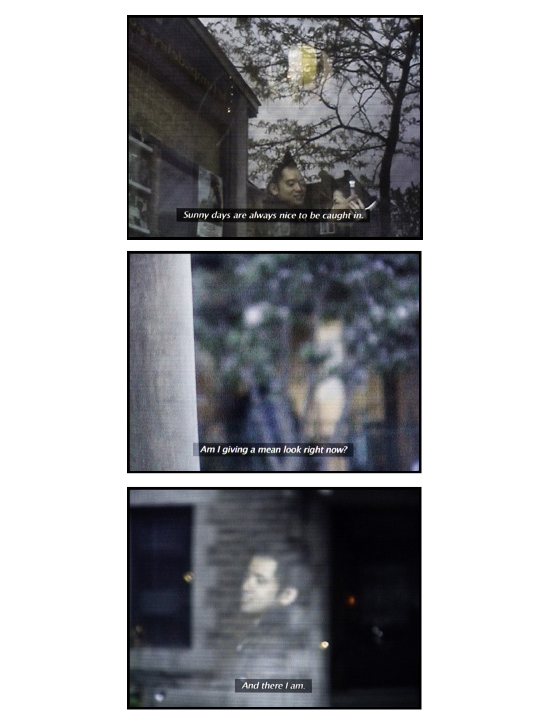 Sunny days are always nice to be caught in.
Am I giving a mean look right now?
And there I am.